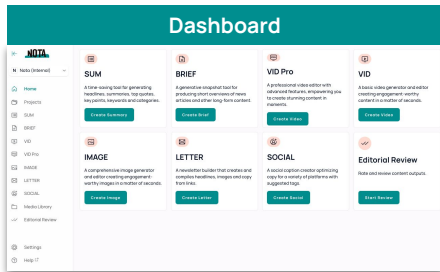 Dashboard
NOTA
N Nota (Internal)
Home
Projects
SUM
BRIEF
VID
VID Pro
IMAGE
LETTER
SOCIAL
Media Library
Editorial Review
Settings
Help
SUM
A time-saving tool for generating
headlines, summaries, top quotes,
key points, keywords and categories.
Create Summary
BRIEF
A generative snapshot tool for
producing short overviews of news
articles and other long-form content.
Create Brief
VID Pro
A professional video editor with
advanced features, empowering you
to create stunning content in
moments.
Create Video
VID
A basic video generator and editor
creating engagement-worthy
content in a matter of seconds.
Create Video
IMAGE
A comprehensive image generator
and editor creating engagement-
worthy images in a matter of seconds.
Create Image
LETTER
A newsletter builder that creates and
compiles headlines, images and copy
from links.
Create Letter
SOCIAL
A social caption creator optimizing
copy for a variety of platforms with
suggested tags.
Create Social
Editorial Review
Rate and review content outputs.
Start Review